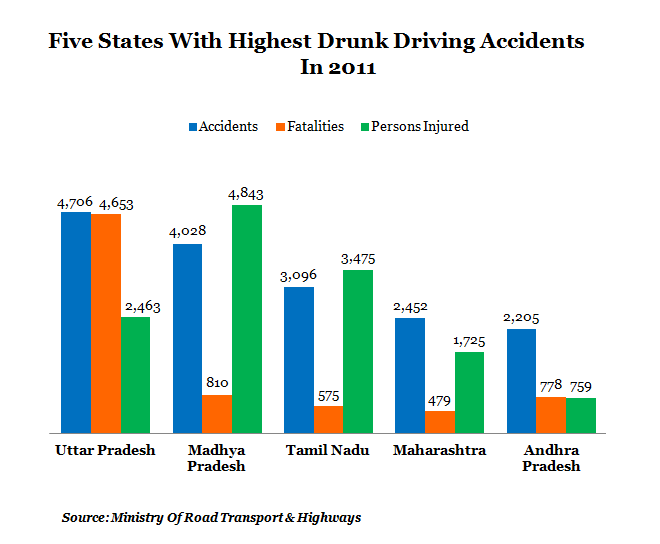 Five States With Highest Drunk Driving Accidents
In 2011
Accidents Fatalities Persons Injured
4,706 4,653 2,463
4,028 810 4,843
3,096 575 3,475
2,452 479 1,725
2,205 778 759
Uttar Pradesh
Madhya
Pradesh
Tamil Nadu
Maharashtra
Andhra
Pradesh
Source: Ministry Of Road Transport & Highways